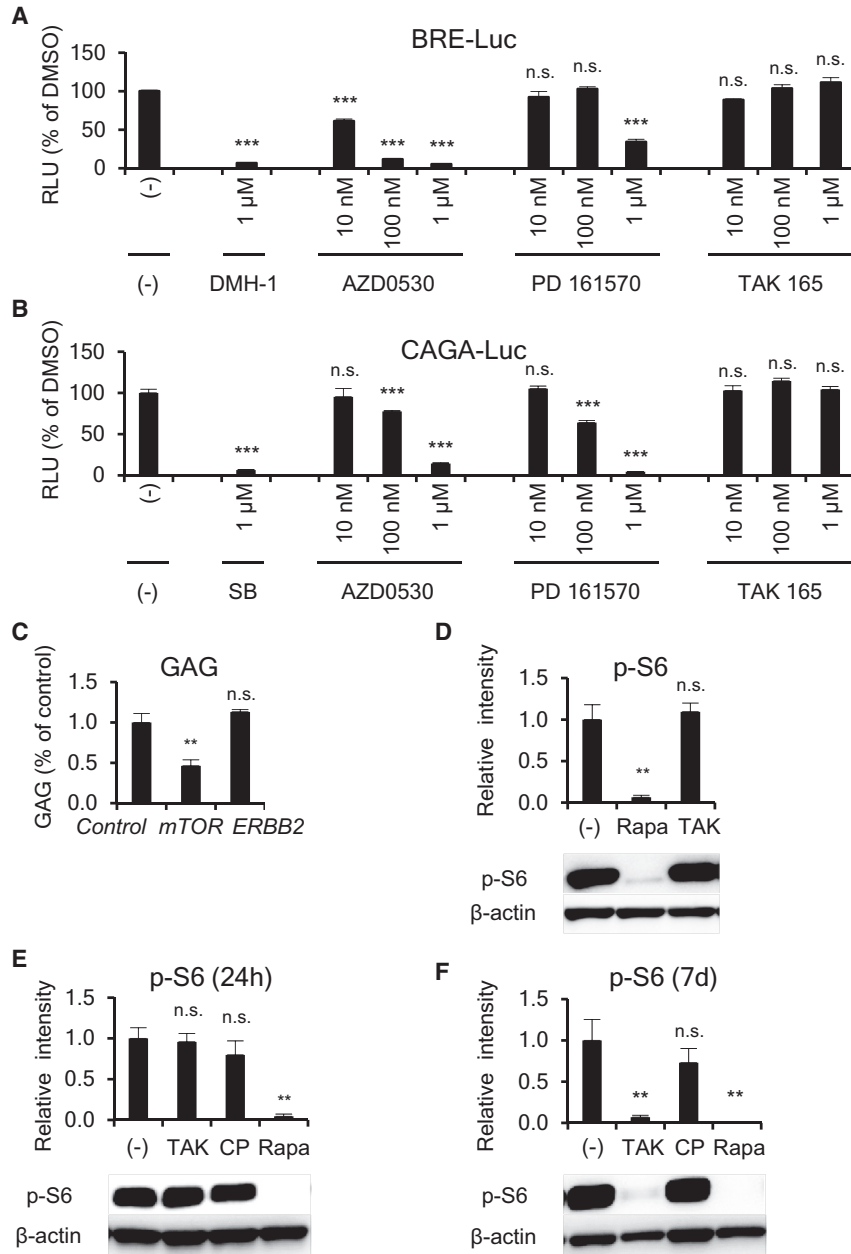 A
BRE-Luc
RLU (% of DMSO)
150
100
50
0
*** *** *** *** n.s. n.s. *** n.s. n.s. n.s.
(-) 1 µM 10 nM 100 nM 1 µM 10 nM 100 nM 1 µM 10 nM 100 nM 1 µM
(-) DMH-1 AZD0530 PD 161570 TAK 165
B
CAGA-Luc
RLU (% of DMSO)
150
100
50
0
*** n.s. *** *** n.s. *** *** n.s. n.s. n.s.
(-) 1 µM 10 nM 100 nM 1 µM 10 nM 100 nM 1 µM 10 nM 100 nM 1 µM
(-) SB AZD0530 PD 161570 TAK 165
C
GAG
GAG (% of control)
1.5
1.0
0.5
0.0
** n.s.
Control mTOR ERBB2
D
p-S6
Relative intensity
1.5
1.0
0.5
0.0
** n.s.
(-) Rapa TAK
p-S6
β-actin
E
p-S6 (24h)
Relative intensity
1.5
1.0
0.5
0.0
n.s. n.s. **
(-) TAK CP Rapa
p-S6
β-actin
F
p-S6 (7d)
Relative intensity
1.5
1.0
0.5
0.0
** n.s. **
(-) TAK CP Rapa
p-S6
β-actin